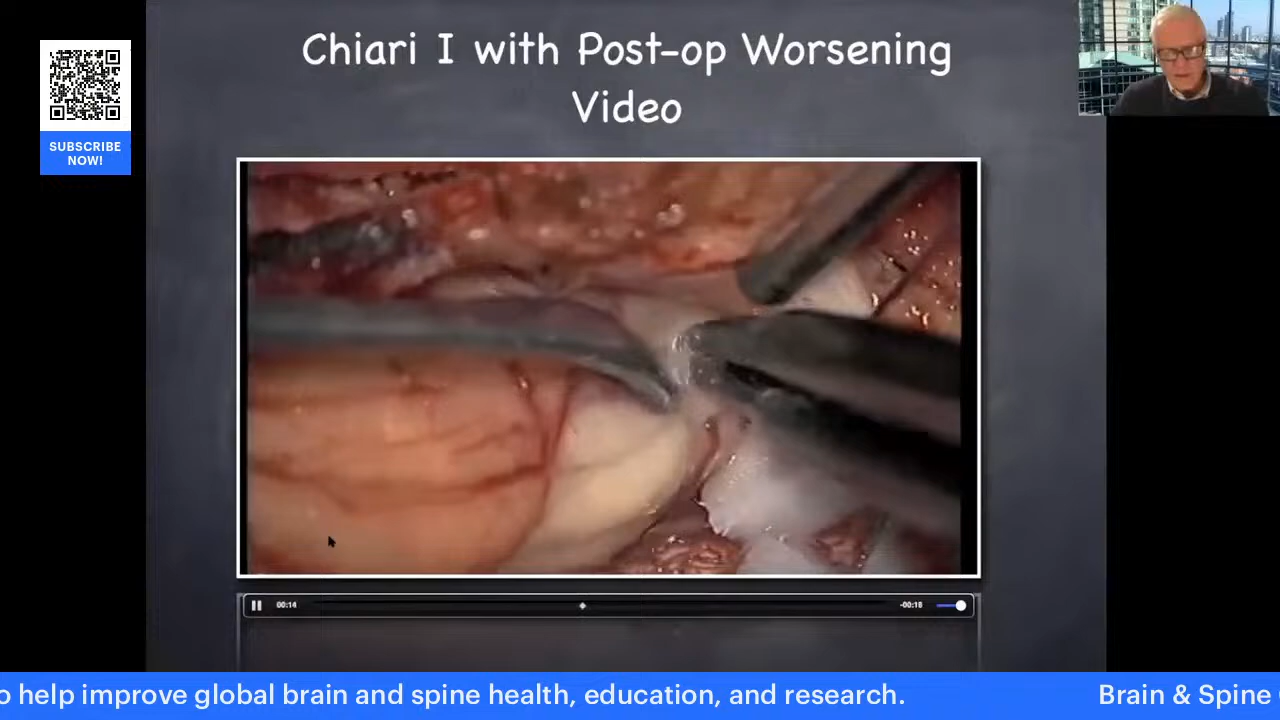 Chiari I with Post-op Worsening
Video
SUBSCRIBE
NOW!
00:14
-00:18
o help improve global brain and spine health, education, and research.
Brain & Spine